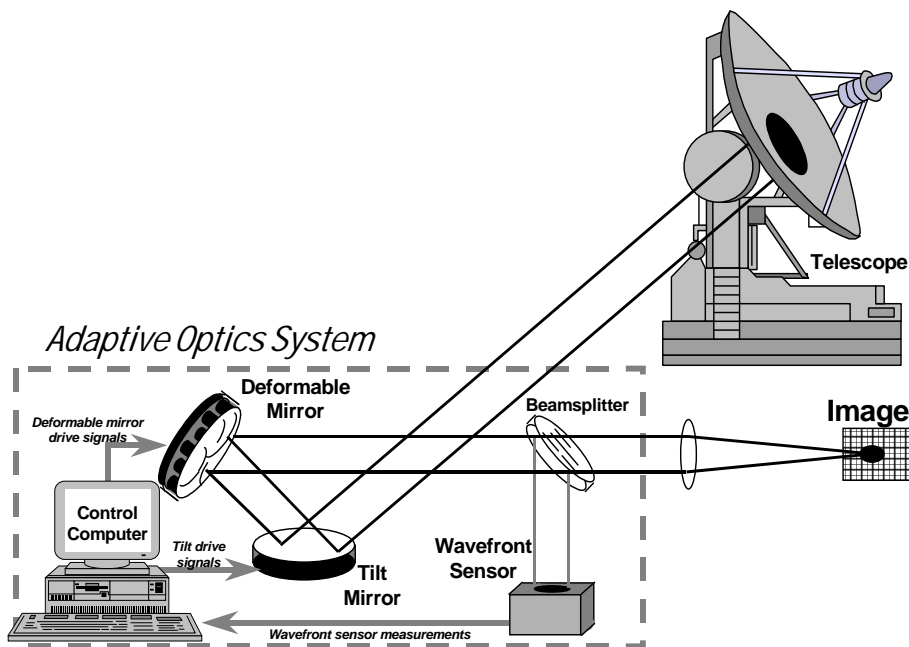 Telescope
Adaptive Optics System
Deformable
Mirror
Beamsplitter
Image
Deformable mirror
drive signals
Control
Computer
Tilt drive
signals
Tilt
Mirror
Wavefront
Sensor
Wavefront sensor measurements